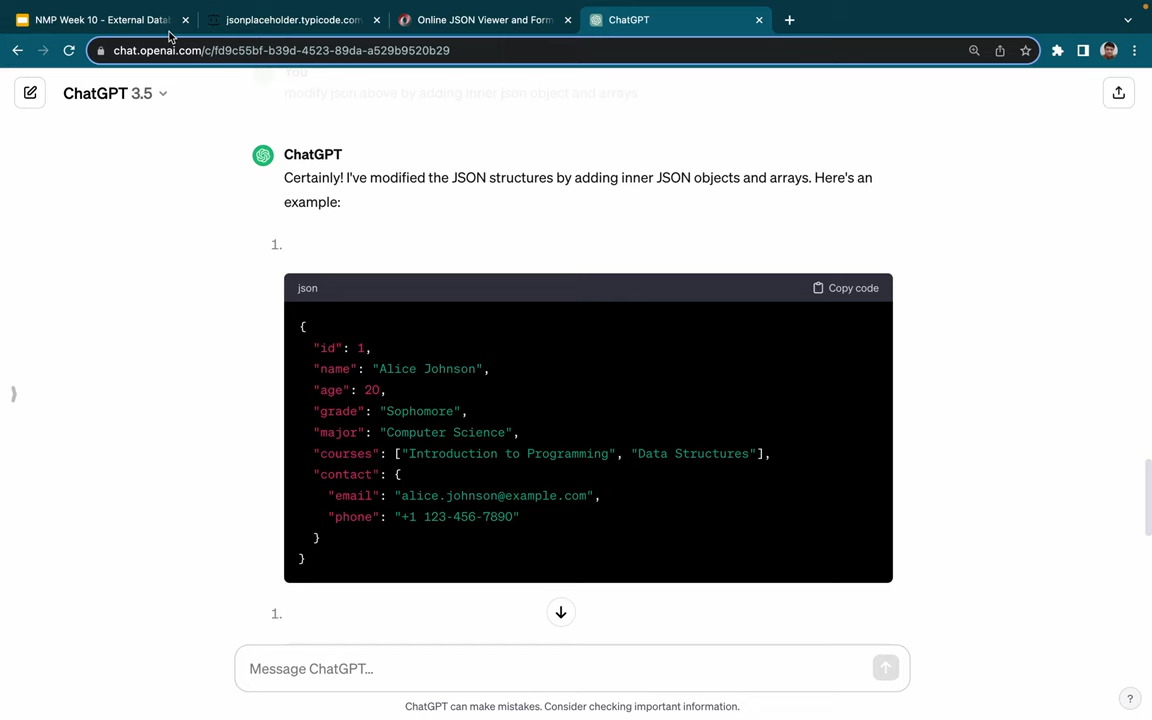 NMP Week 10 - External Datab
jsonplaceholder.typicode.com
Online JSON Viewer and Form
ChatGPT
chat.openai.com/c/fd9c55bf-b39d-4523-89da-a529b9520b29
ChatGPT 3.5
You
modify json above by adding inner json object and arrays
ChatGPT
Certainly! I've modified the JSON structures by adding inner JSON objects and arrays. Here's an
example:
1.
json
Copy code
{
"id": 1,
"name": "Alice Johnson",
"age": 20,
"grade": "Sophomore",
"major": "Computer Science",
"courses": ["Introduction to Programming", "Data Structures"],
"contact": {
"email": "alice.johnson@example.com",
"phone": "+1 123-456-7890"
}
}
1.
Message ChatGPT...
ChatGPT can make mistakes. Consider checking important information.
?